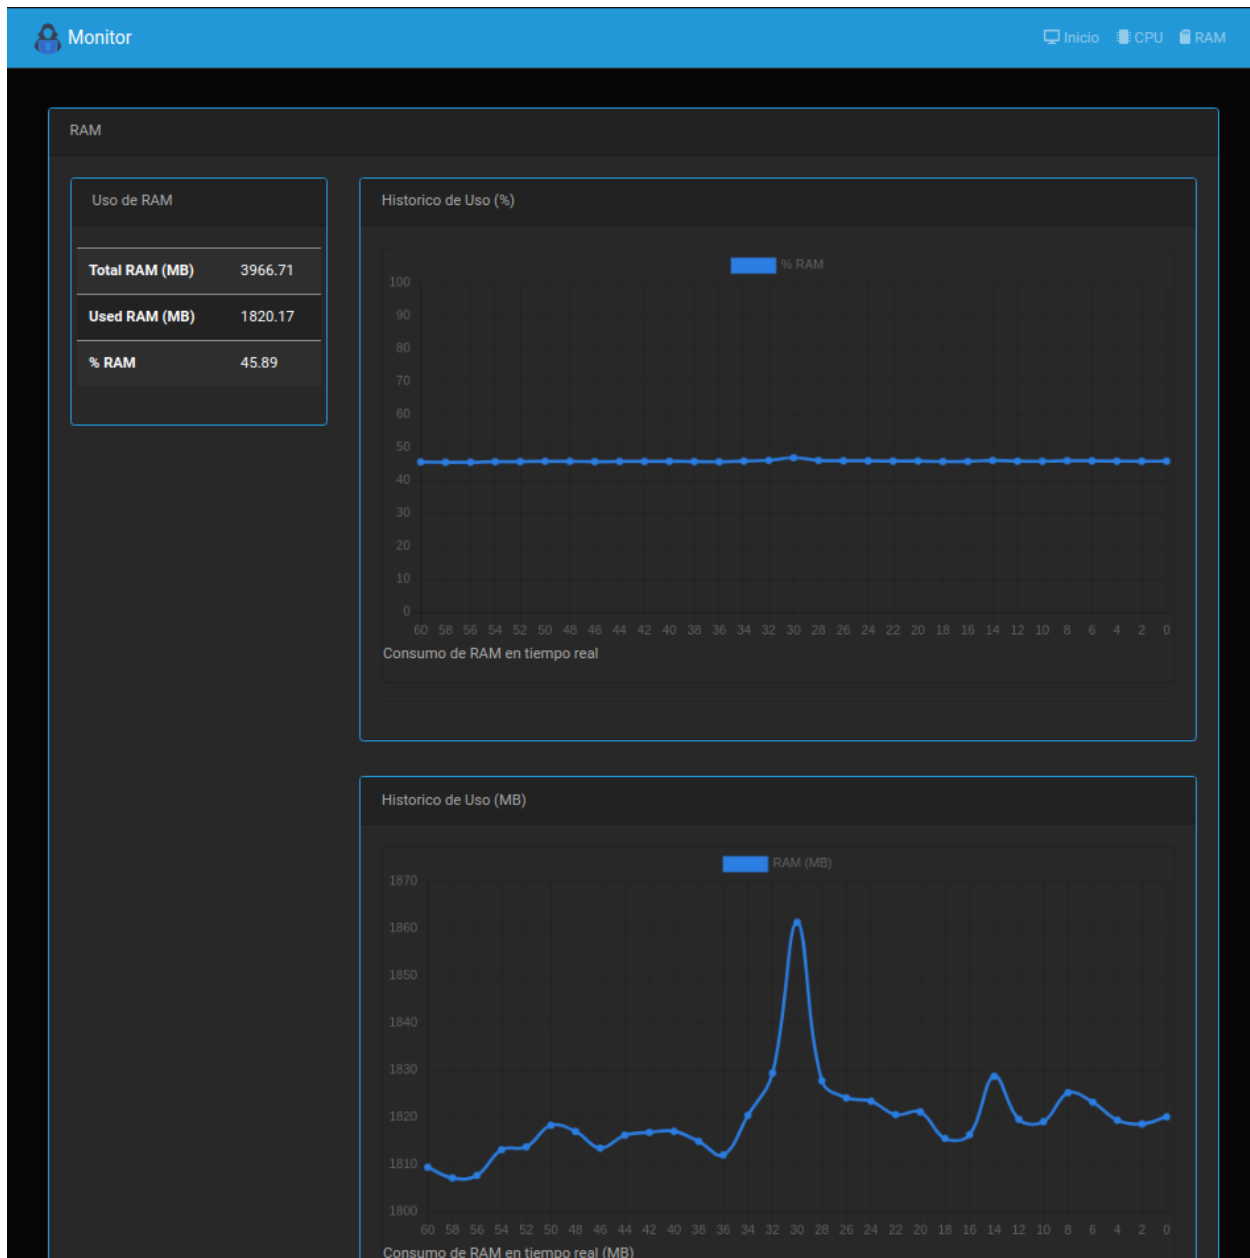 Monitor
Inicio CPU RAM
RAM
Uso de RAM
Total RAM (MB) 3966.71
Used RAM (MB) 1820.17
% RAM 45.89
Historico de Uso (%)
% RAM
100
90
80
70
60
50
40
30
20
10
0
60 58 56 54 52 50 48 46 44 42 40 38 36 34 32 30 28 26 24 22 20 18 16 14 12 10 8 6 4 2 0
Consumo de RAM en tiempo real
Historico de Uso (MB)
RAM (MB)
1870
1860
1850
1840
1830
1820
1810
1800
60 58 56 54 52 50 48 46 44 42 40 38 36 34 32 30 28 26 24 22 20 18 16 14 12 10 8 6 4 2 0
Consumo de RAM en tiempo real (MB)